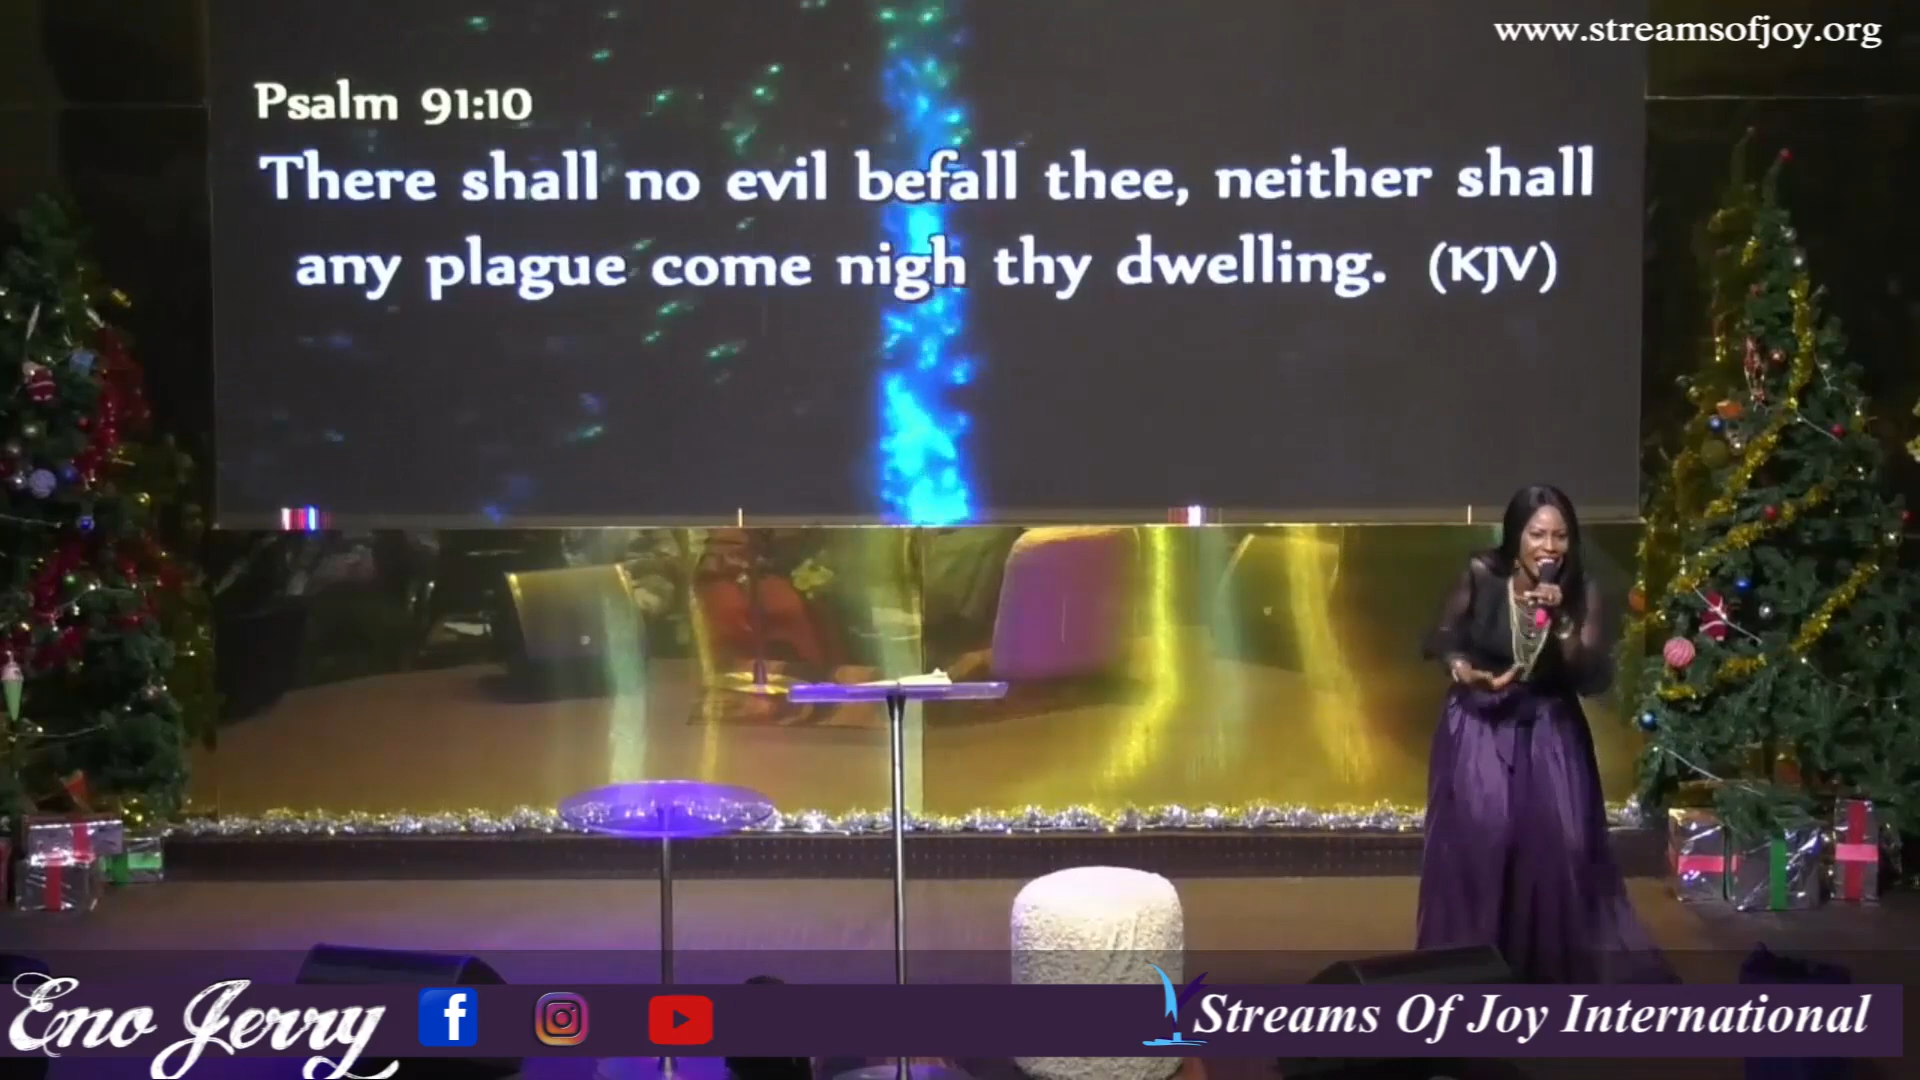 www.streamsofjoy.org
Psalm 91:10
There shall no evil befall thee, neither shall
any plague come nigh thy dwelling. (KJV)
Eno Jerry
Streams Of Joy International